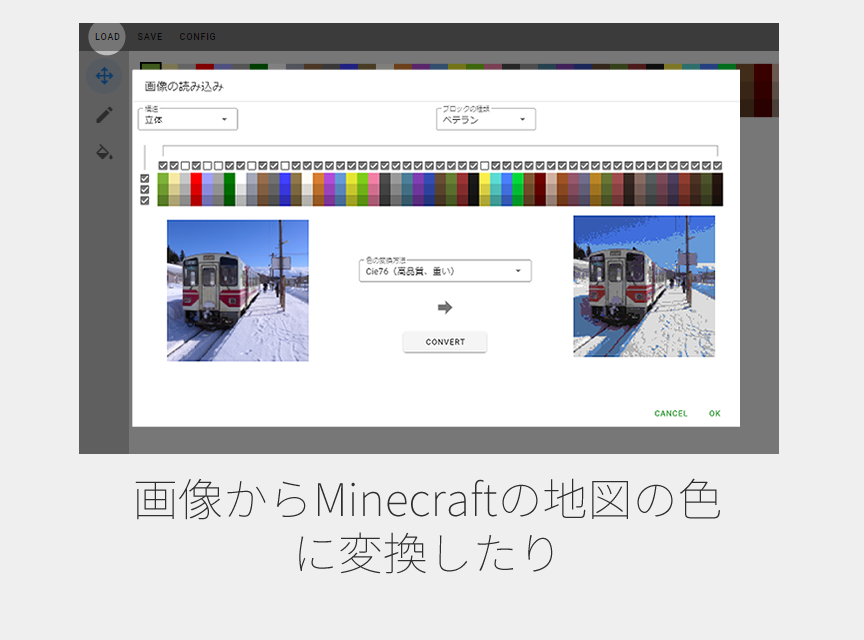 LOAD SAVE CONFIG
画像の読み込み
構造 ブロックの種類
立体 ベテラン
色の変換方法
Cie76（高品質、重い）
CONVERT
CANCEL OK
画像からMinecraftの地図の色
に変換したり